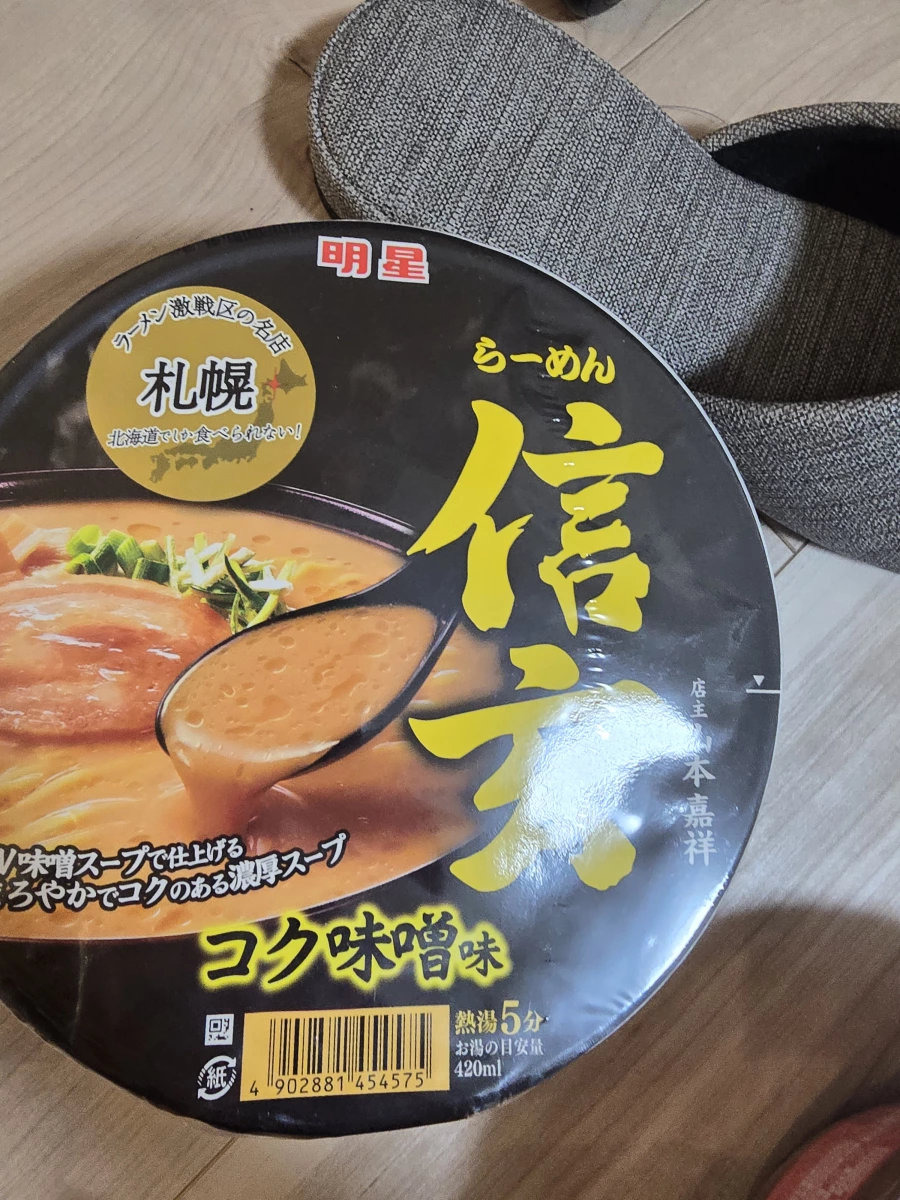 明星
ラーメン激戦区の名店
札幌
北海道でしか食べられない!
らーめん
信玄
店主 本嘉祥
味噌スープで仕上げる
ろやかでコクのある濃厚スープ
コク味噌味
熱湯5分
お湯の目安量
420ml
紙
4 902881 454575